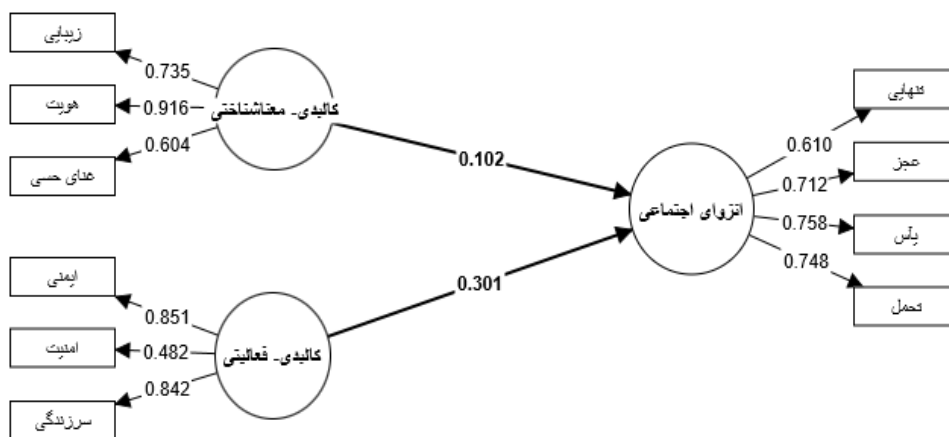 زیبایی
0.735
هویت
0.916
غنای حسی
0.604
کالبدی- معناشناختی
0.102
ایمنی
0.851
امنیت
0.482
سرزندگی
0.842
کالبدی- فعالیتی
0.301
انزوای اجتماعی
تنهایی
0.610
عجز
0.712
یأس
0.758
تحمل
0.748